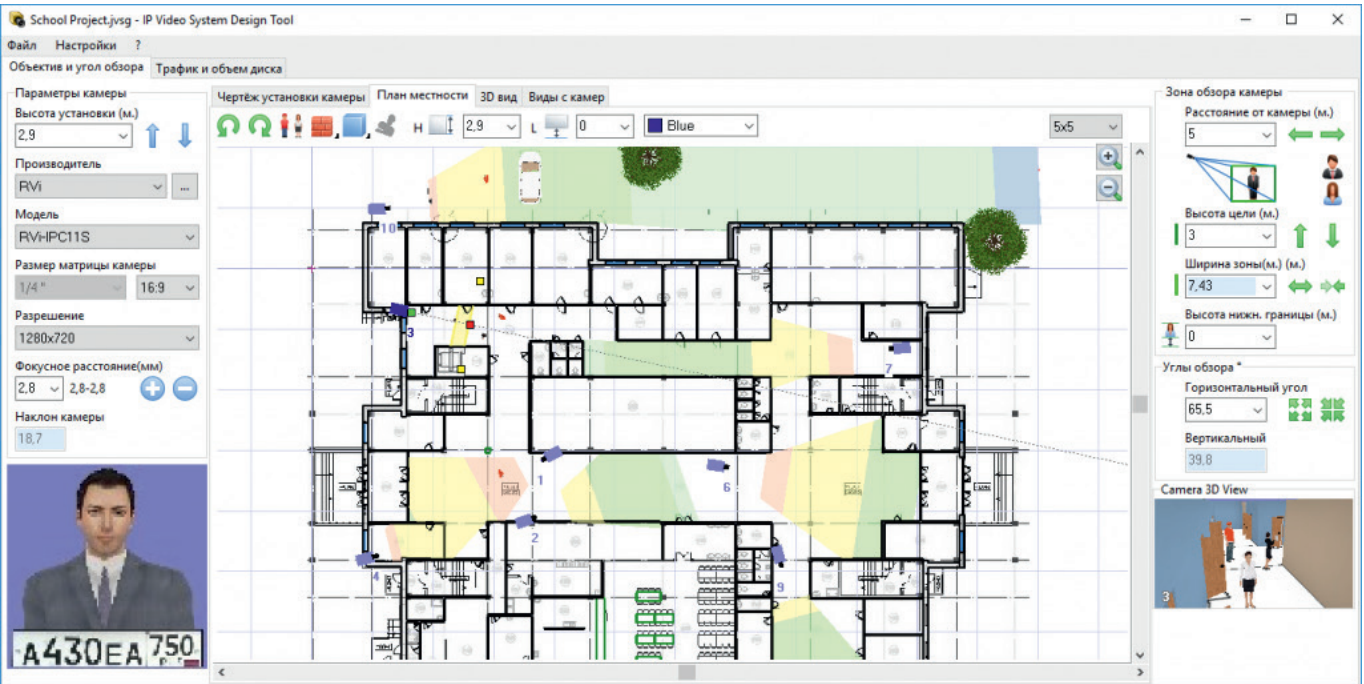 School Project.jvsg - IP Video System Design Tool
Файл Настройки ?
Объектив и угол обзора Трафик и объем диска
Параметры камеры
Высота установки (м.)
2,9
Производитель
RVi
...
Модель
RVi-IPC11S
Размер матрицы камеры
1/4 " 16:9
Разрешение
1280x720
Фокусное расстояние(мм)
2,8 2,8-2,8
Наклон камеры
18,7
А430ЕА 750
Чертёж установки камеры План местности 3D вид Виды с камер
H 2,9 L 0 Blue 5x5
10
3
7
1
6
2
4
9
Зона обзора камеры
Расстояние от камеры (м.)
5
Высота цели (м.)
3
Ширина зоны(м.) (м.)
7,43
Высота нижн. границы (м.)
0
Углы обзора *
Горизонтальный угол
65,5
Вертикальный
39,8
Camera 3D View
3